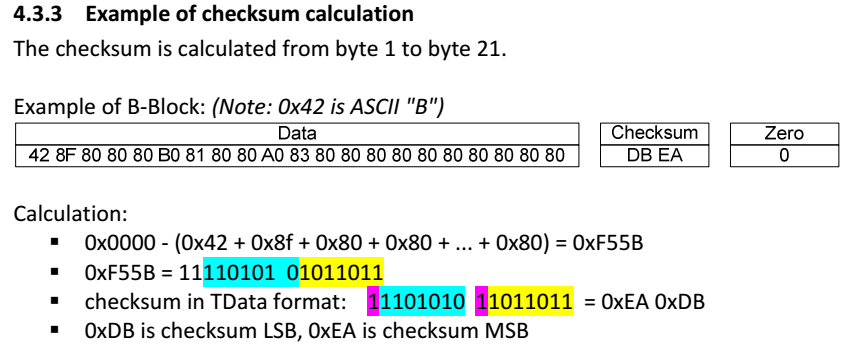 4.3.3 Example of checksum calculation
The checksum is calculated from byte 1 to byte 21.
Example of B-Block: (Note: 0x42 is ASCII "B")
Data Checksum Zero
42 8F 80 80 80 B0 81 80 80 A0 83 80 80 80 80 80 80 80 80 80 80 DB EA 0
Calculation:
▪ 0x0000 - (0x42 + 0x8f + 0x80 + 0x80 + ... + 0x80) = 0xF55B
▪ 0xF55B = 11110101 01011011
▪ checksum in TData format: 11101010 11011011 = 0xEA 0xDB
▪ 0xDB is checksum LSB, 0xEA is checksum MSB